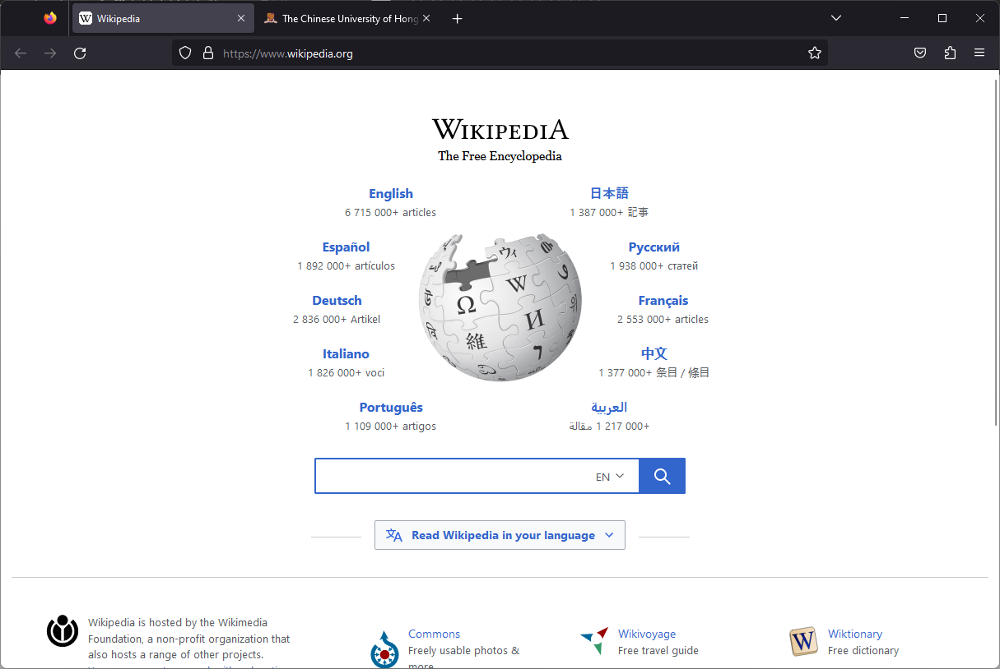 Wikipedia
The Chinese University of Hong
https://www.wikipedia.org
WIKIPEDIA
The Free Encyclopedia
English
6 715 000+ articles
日本語
1 387 000+ 記事
Español
1 892 000+ artículos
Русский
1 938 000+ статей
Deutsch
2 836 000+ Artikel
Français
2 553 000+ articles
Italiano
1 826 000+ voci
中文
1 377 000+ 条目 / 條目
Português
1 109 000+ artigos
العربية
1 217 000+ مقالة
Ω
W
И
維
ウィ
EN
Read Wikipedia in your language
Wikipedia is hosted by the Wikimedia
Foundation, a non-profit organization that
also hosts a range of other projects.
Commons
Freely usable photos &
more
Wikivoyage
Free travel guide
W
Wiktionary
Free dictionary